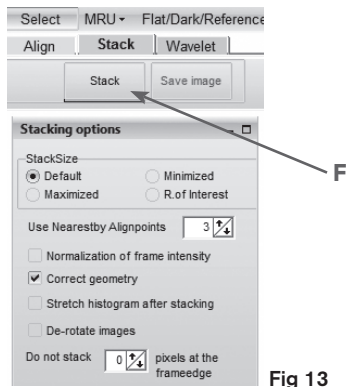 Select MRU Flat/Dark/Reference
Align Stack Wavelet
Stack Save image
F
Stacking options
StackSize
Default Minimized
Maximized R.of Interest
Use Nearestby Alignpoints 3
Normalization of frame intensity
Correct geometry
Stretch histogram after stacking
De-rotate images
Do not stack 0 pixels at the
frameedge
Fig 13